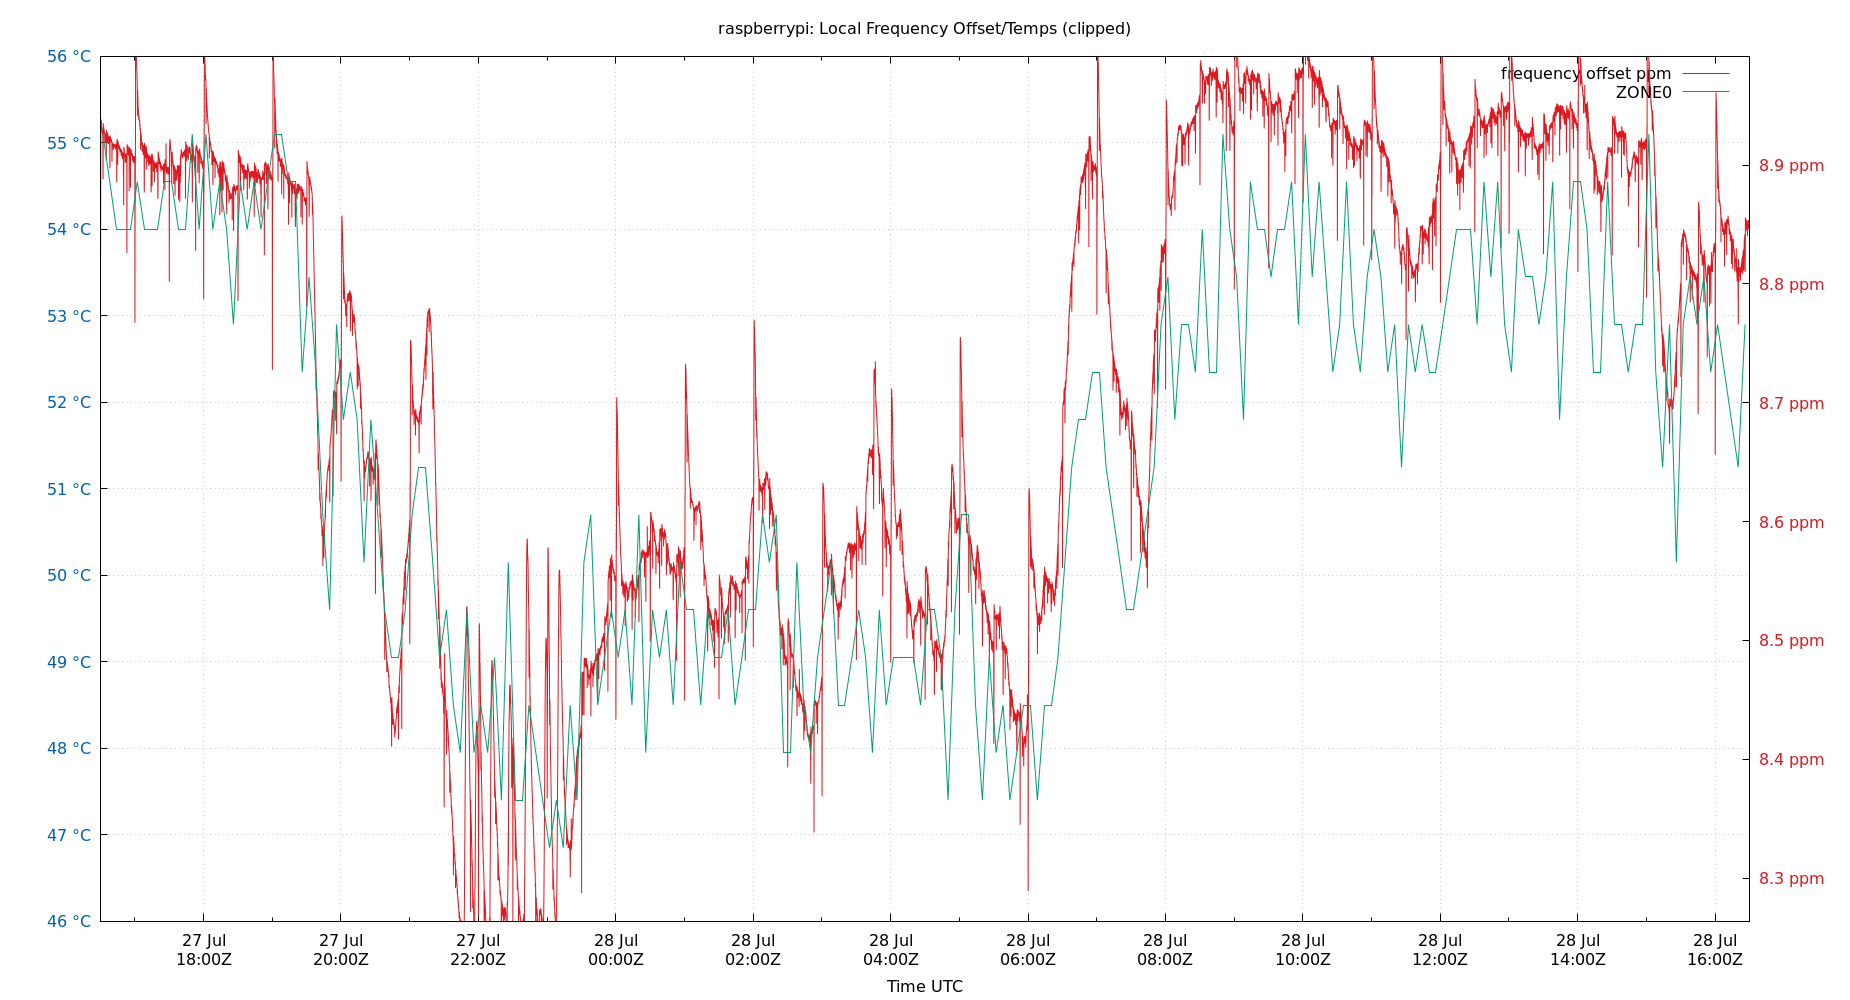 raspberrypi: Local Frequency Offset/Temps (clipped)
56 °C
55 °C
54 °C
53 °C
52 °C
51 °C
50 °C
49 °C
48 °C
47 °C
46 °C
frequency offset ppm
ZONE0
8.9 ppm
8.8 ppm
8.7 ppm
8.6 ppm
8.5 ppm
8.4 ppm
8.3 ppm
27 Jul
18:00Z
27 Jul
20:00Z
27 Jul
22:00Z
28 Jul
00:00Z
28 Jul
02:00Z
28 Jul
04:00Z
28 Jul
06:00Z
28 Jul
08:00Z
28 Jul
10:00Z
28 Jul
12:00Z
28 Jul
14:00Z
28 Jul
16:00Z
Time UTC